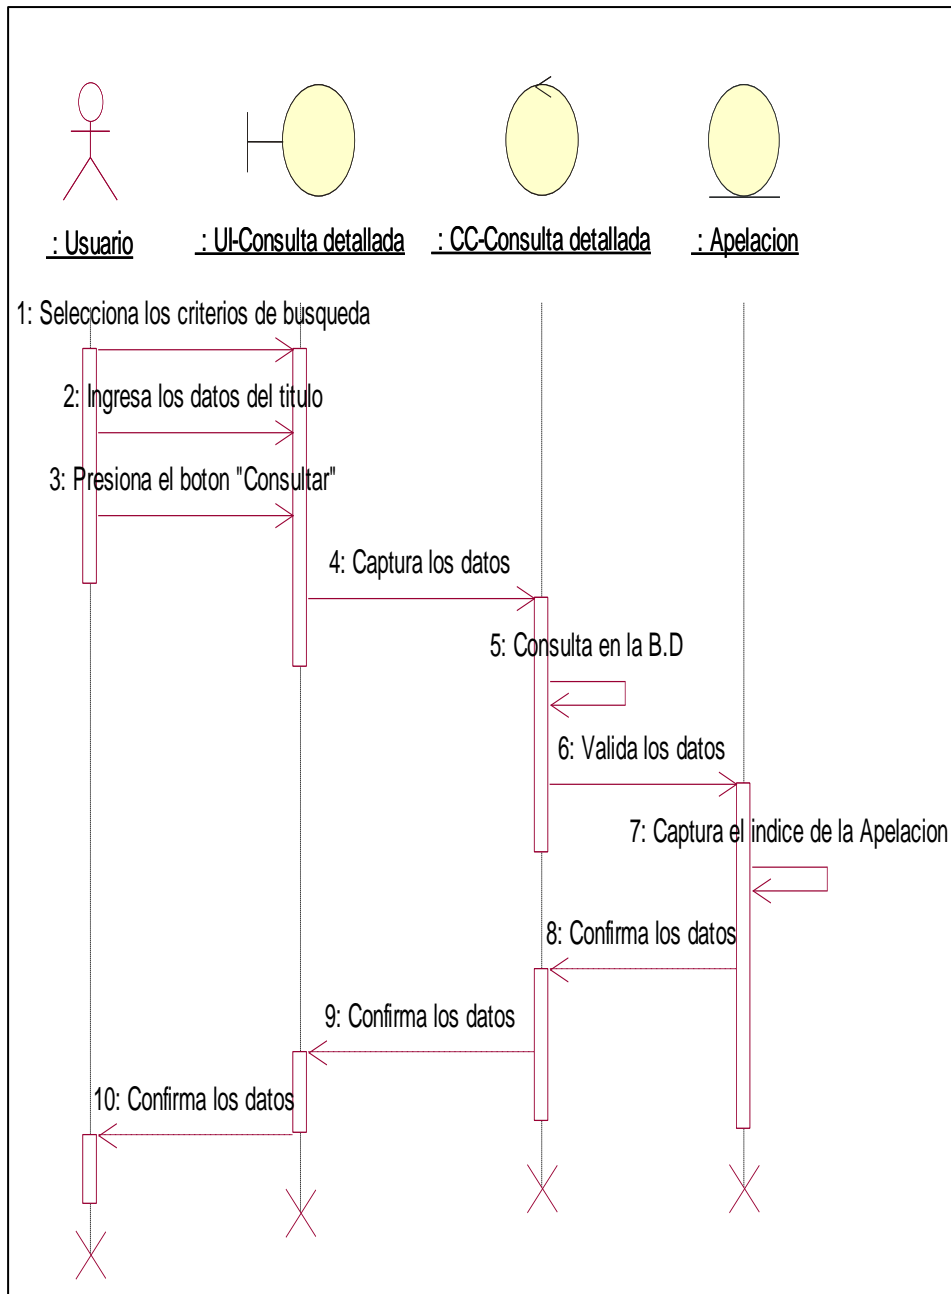 : Usuario
: UI-Consulta detallada
: CC-Consulta detallada
: Apelacion
1: Selecciona los criterios de busqueda
2: Ingresa los datos del titulo
3: Presiona el boton "Consultar"
4: Captura los datos
5: Consulta en la B.D
6: Valida los datos
7: Captura el indice de la Apelacion
8: Confirma los datos
9: Confirma los datos
10: Confirma los datos